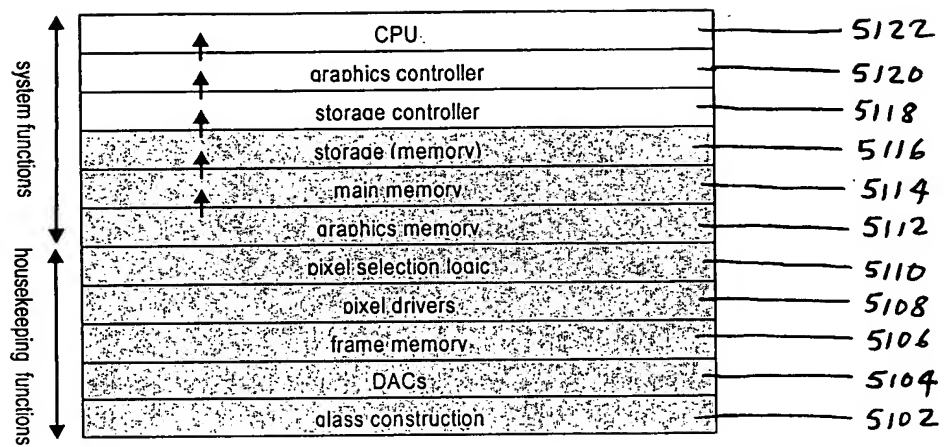 CPU 5122
graphics controller 5120
storage controller 5118
storage (memory) 5116
main memory 5114
graphics memory 5112
pixel selection logic 5110
pixel drivers 5108
frame memory 5106
DACs 5104
glass construction 5102
system functions
housekeeping functions